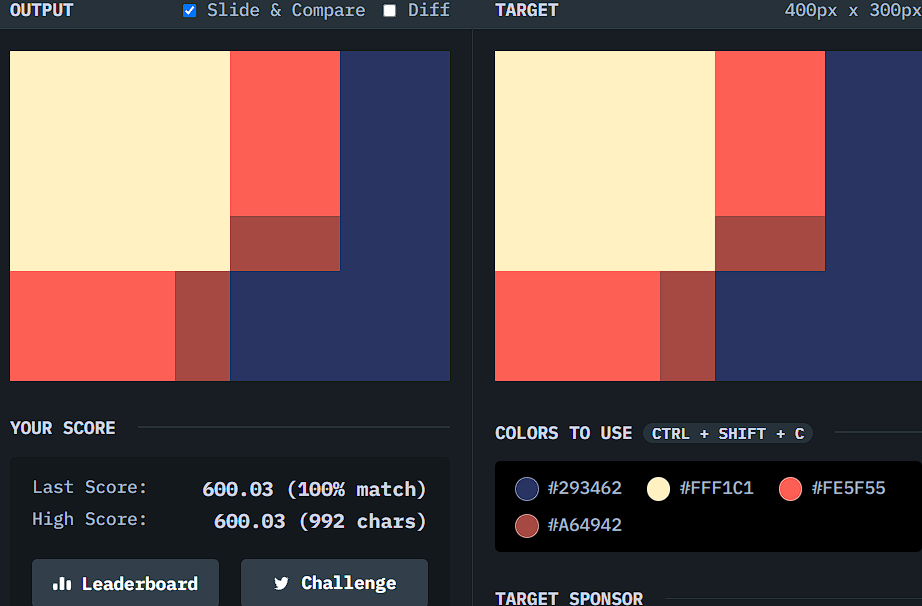 OUTPUT Slide & Compare Diff
TARGET 400px x 300px
YOUR SCORE
Last Score: 600.03 (100% match)
High Score: 600.03 (992 chars)
Leaderboard Challenge
COLORS TO USE CTRL + SHIFT + C
#293462 #FFF1C1 #FE5F55
#A64942
TARGET SPONSOR